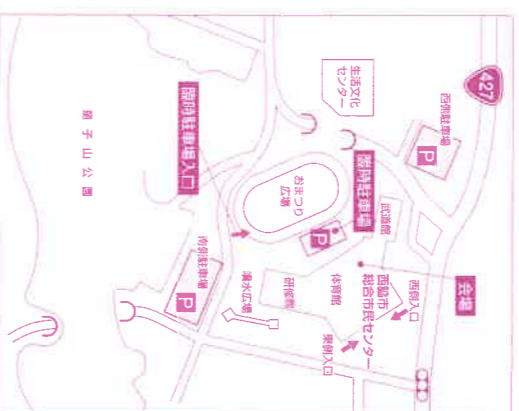 427
西側駐車場
P
生活文化
センター
会場
武道館
臨時駐車場
P
おまつり
広場
臨時駐車場入口
西側入口
西脇市
総合市民センター
体育館
研修館
東側入口
噴水広場
南側駐車場
P
童子山公園